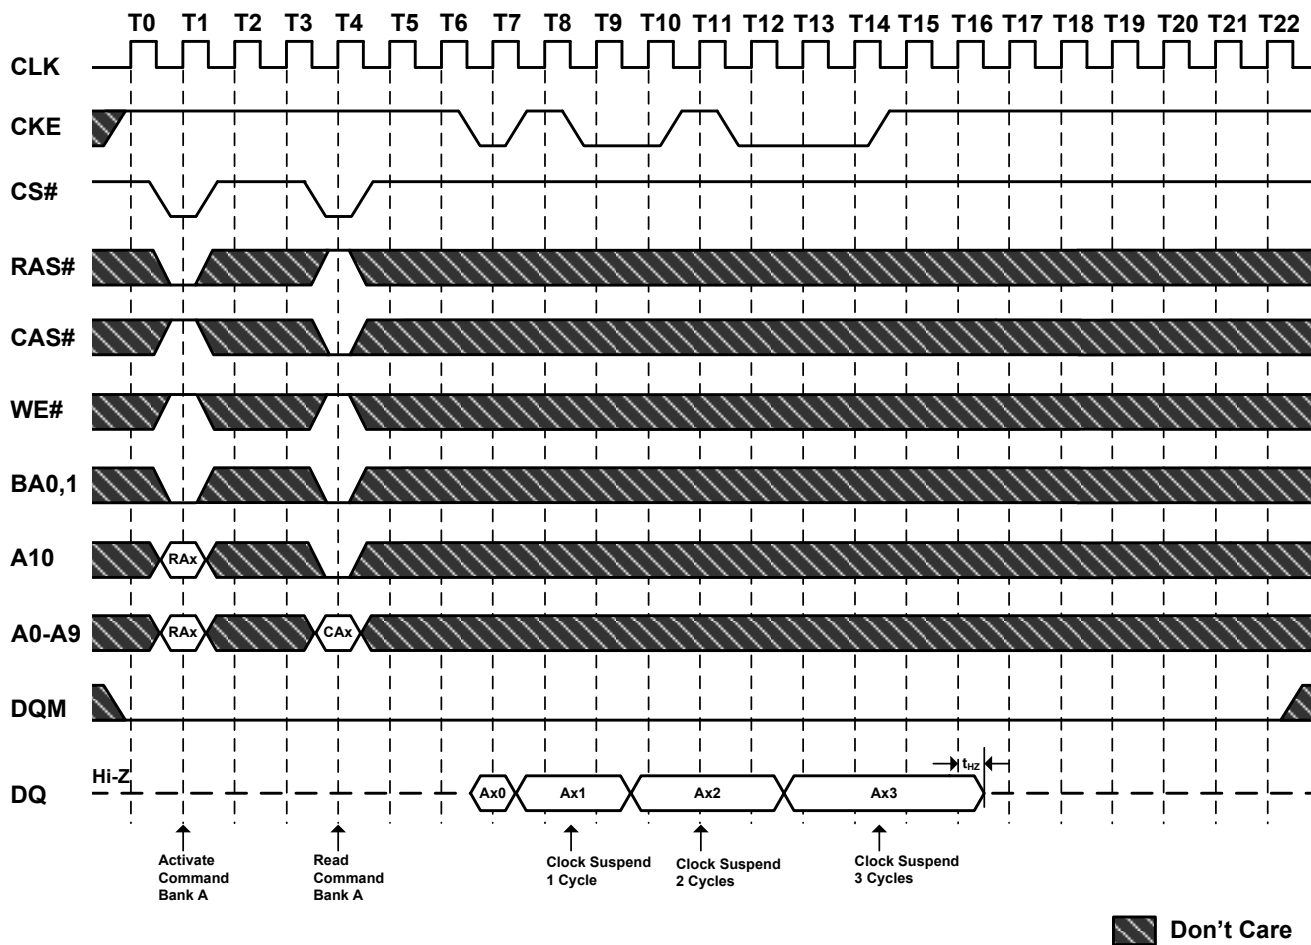 T0 T1 T2 T3 T4 T5 T6 T7 T8 T9 T10 T11 T12 T13 T14 T15 T16 T17 T18 T19 T20 T21 T22
CLK
CKE
CS#
RAS#
CAS#
WE#
BA0,1
A10
RAx
A0-A9
RAx CAx
DQM
tHZ
Hi-Z
DQ
Ax0 Ax1 Ax2 Ax3
Activate
Command
Bank A
Read
Command
Bank A
Clock Suspend
1 Cycle
Clock Suspend
2 Cycles
Clock Suspend
3 Cycles
Don't Care